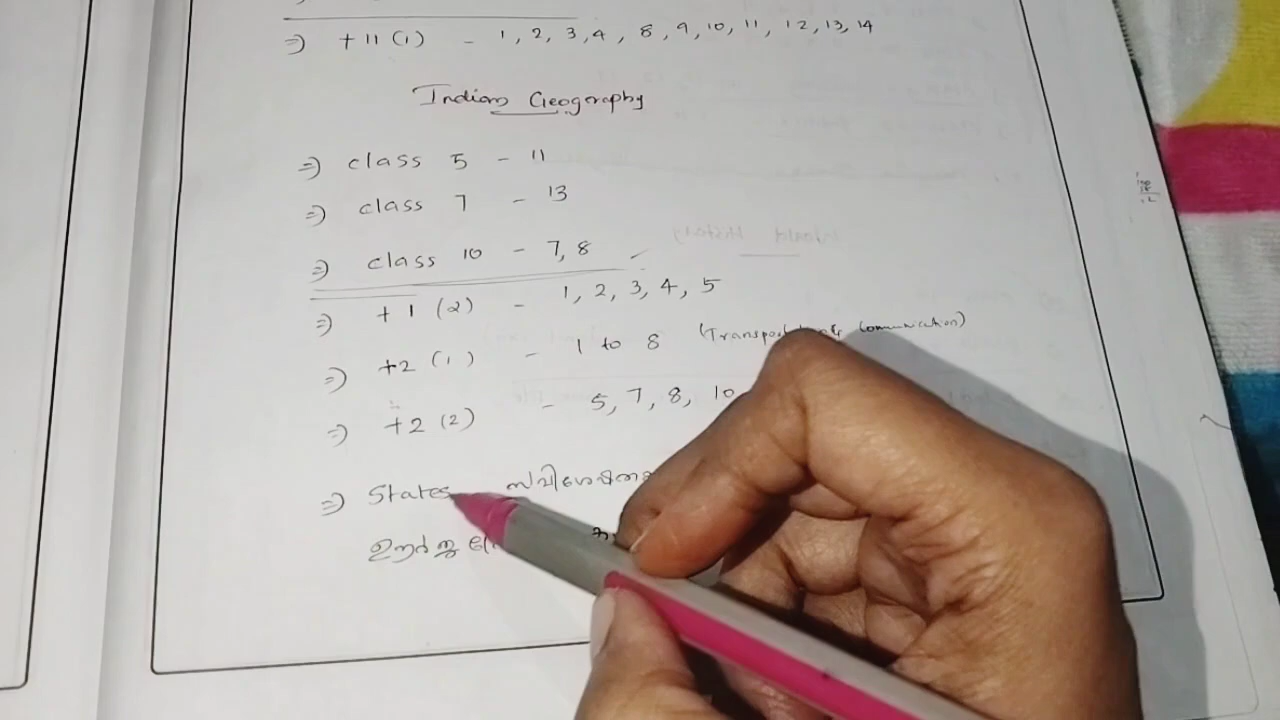 => +11 (1) - 1, 2, 3, 4, 8, 9, 10, 11, 12, 13, 14
Indian Geography
=> class 5 - 11
=> class 7 - 13
=> class 10 - 7, 8
=> +1 (2) - 1, 2, 3, 4, 5
=> +2 (1) - 1 to 8 (Transport communication)
=> +2 (2) - 5, 7, 8, 10
=> States